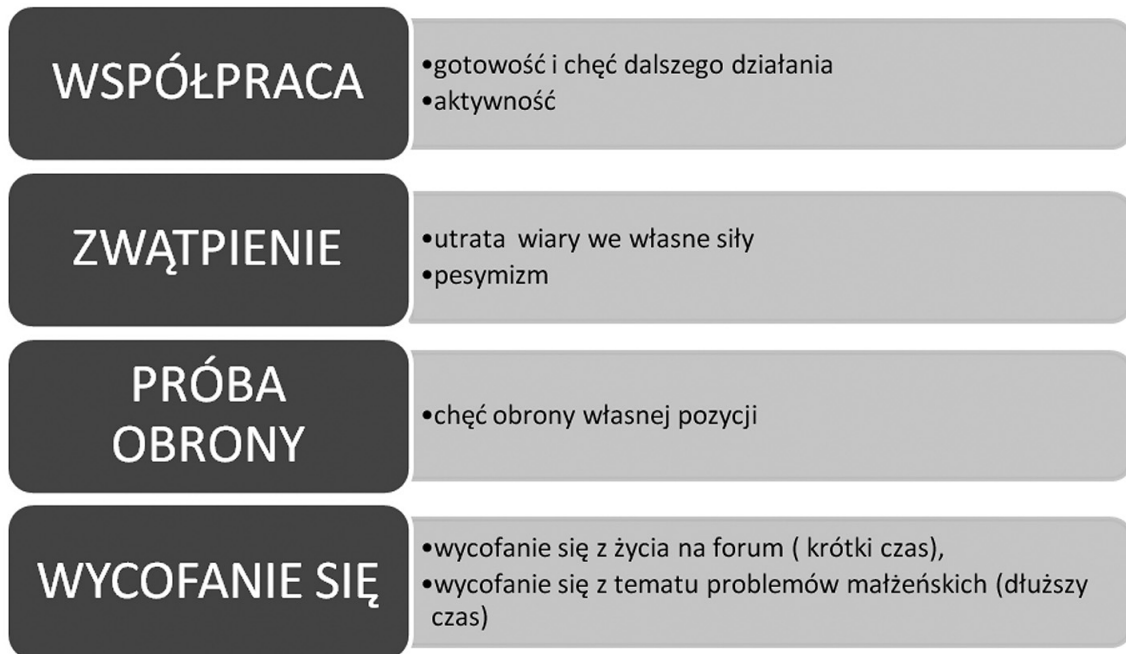 WSPÓŁPRACA
•gotowość i chęć dalszego działania
•aktywność
ZWĄTPIENIE
•utrata wiary we własne siły
•pesymizm
PRÓBA
OBRONY
•chęć obrony własnej pozycji
WYCOFANIE SIĘ
•wycofanie się z życia na forum ( krótki czas),
•wycofanie się z tematu problemów małżeńskich (dłuższy
czas)